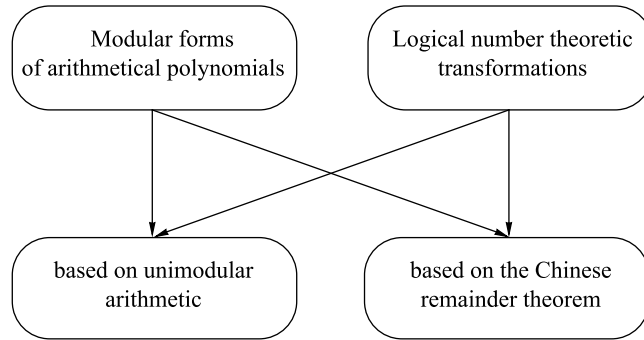 Modular forms
of arithmetical polynomials
Logical number theoretic
transformations
based on unimodular
arithmetic
based on the Chinese
remainder theorem